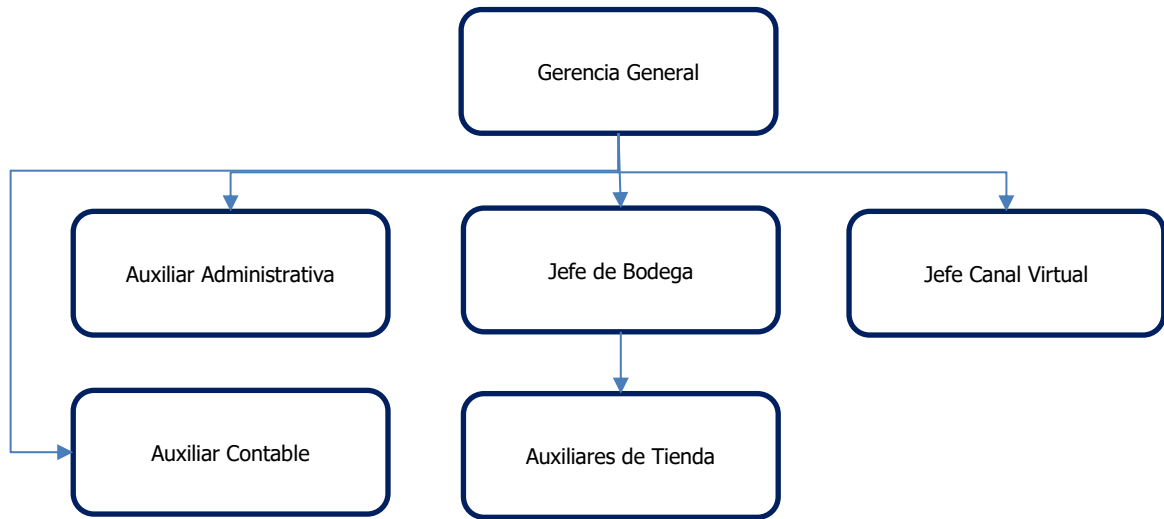 Gerencia General
Auxiliar Administrativa
Jefe de Bodega
Jefe Canal Virtual
Auxiliar Contable
Auxiliares de Tienda